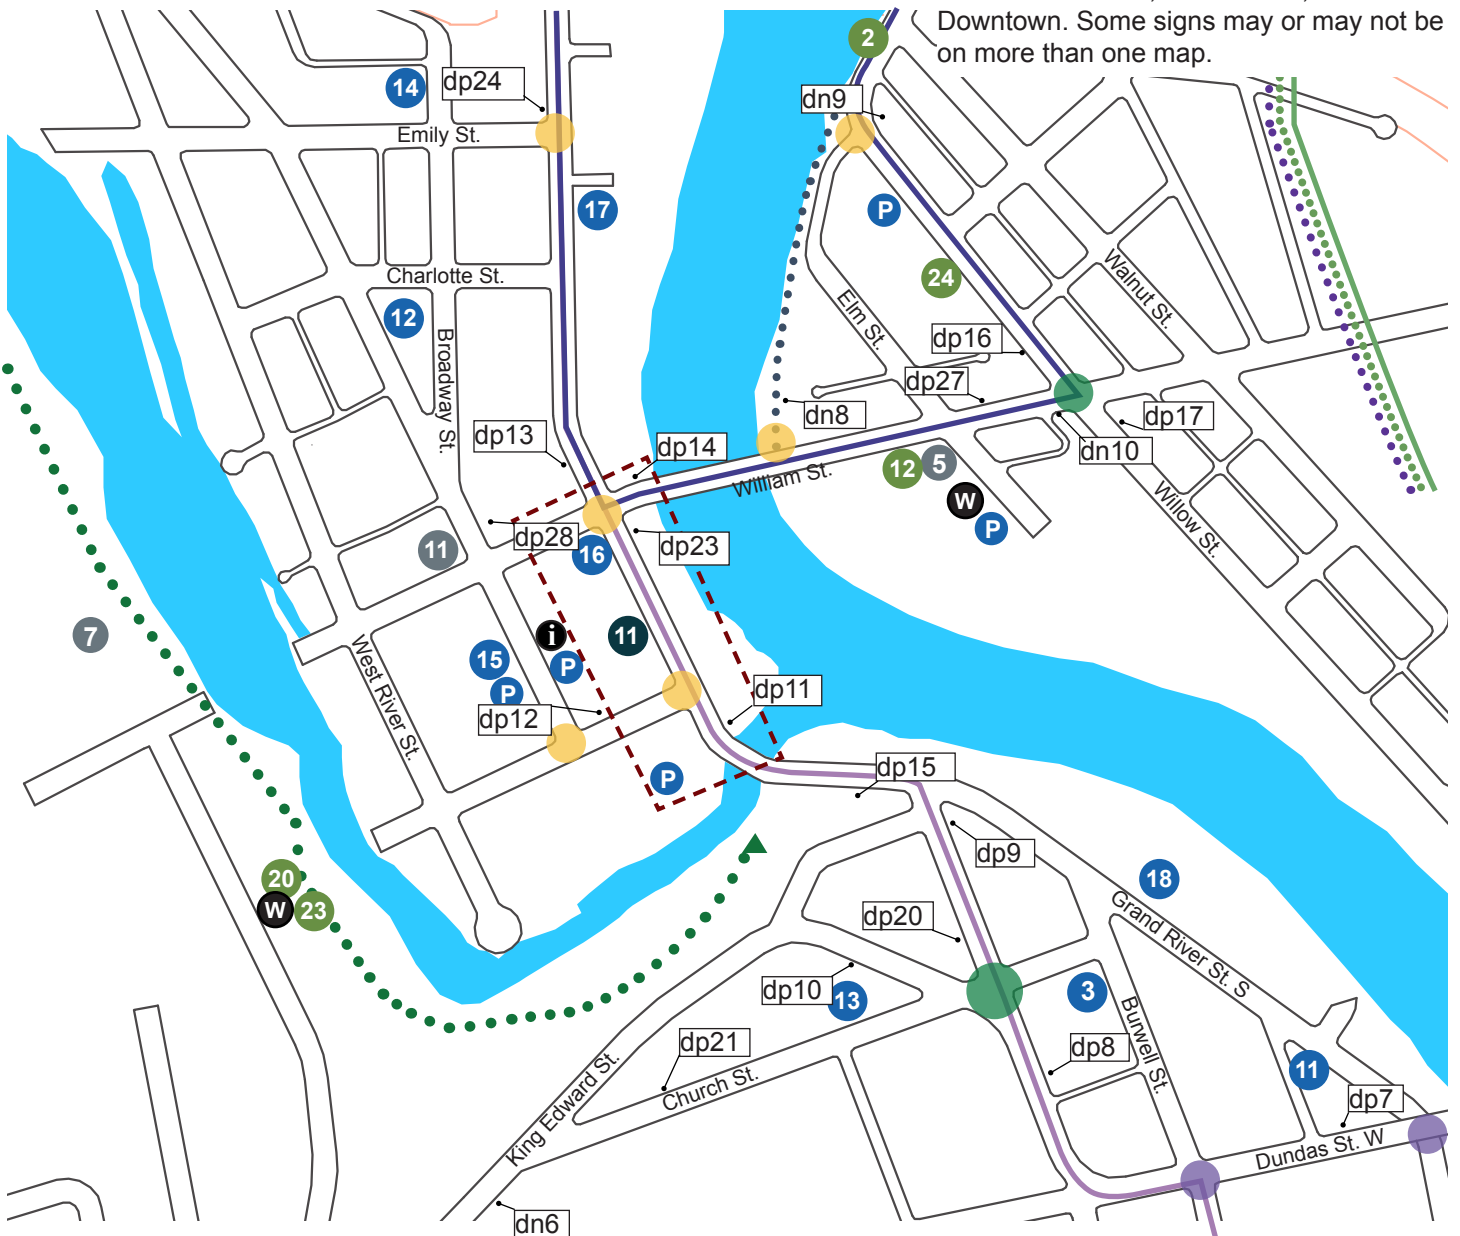 Downtown. Some signs may or may not be
on more than one map.
2
14
dp24
dn9
Emily St.
17
P
Charlotte St.
24
Walnut St.
12
Elm St.
dp16
Broadway St.
dp27
dn8
dp17
dp13
dp14
dn10
12
5
William St.
W
P
Willow St.
dp28
16
dp23
11
7
i
11
15
P
P
West River St.
dp11
dp12
P
dp15
dp9
20
W
23
18
Grand River St. S
dp20
dp10
13
3
Burwell St.
dp21
dp8
King Edward St.
Church St.
11
dp7
Dundas St. W
dn6